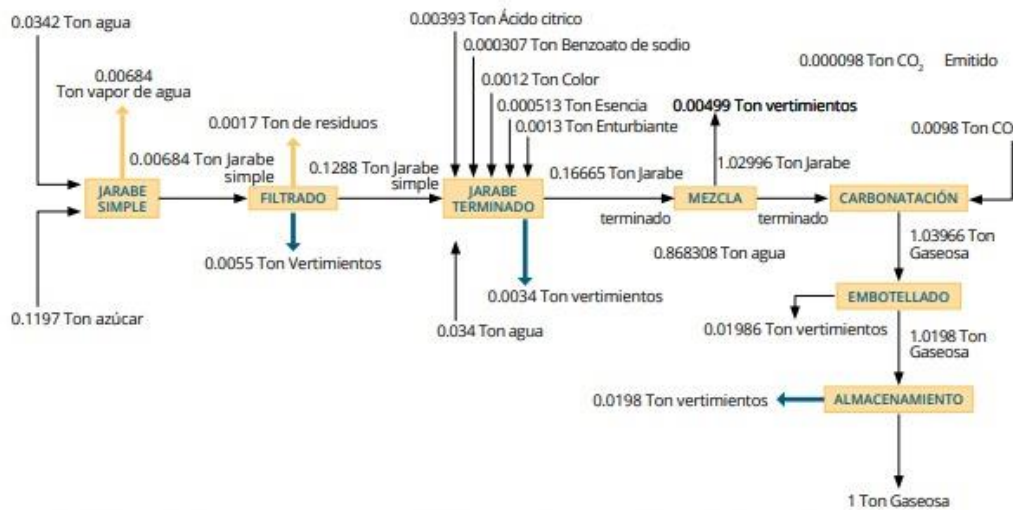 0.0342 Ton agua
0.00684
Ton vapor de agua
0.0017 Ton de residuos
0.00684 Ton Jarabe
simple
0.1288 Ton Jarabe
simple
0.00393 Ton Ácido citrico
0.000307 Ton Benzoato de sodio
0.0012 Ton Color
0.000513 Ton Esencia
0.0013 Ton Enturbiante
0.16665 Ton Jarabe
terminado
0.00499 Ton vertimientos
1.02996 Ton Jarabe
terminado
0.000098 Ton CO₂ Emitido
0.0098 Ton CO
JARABE
SIMPLE
FILTRADO
JARABE
TERMINADO
MEZCLA
CARBONATACIÓN
0.1197 Ton azúcar
0.0055 Ton Vertimientos
0.034 Ton agua
0.0034 Ton vertimientos
0.868308 Ton agua
1.03966 Ton
Gaseosa
EMBOTELLADO
0.01986 Ton vertimientos
1.0198 Ton
Gaseosa
0.0198 Ton vertimientos
ALMACENAMIENTO
1 Ton Gaseosa